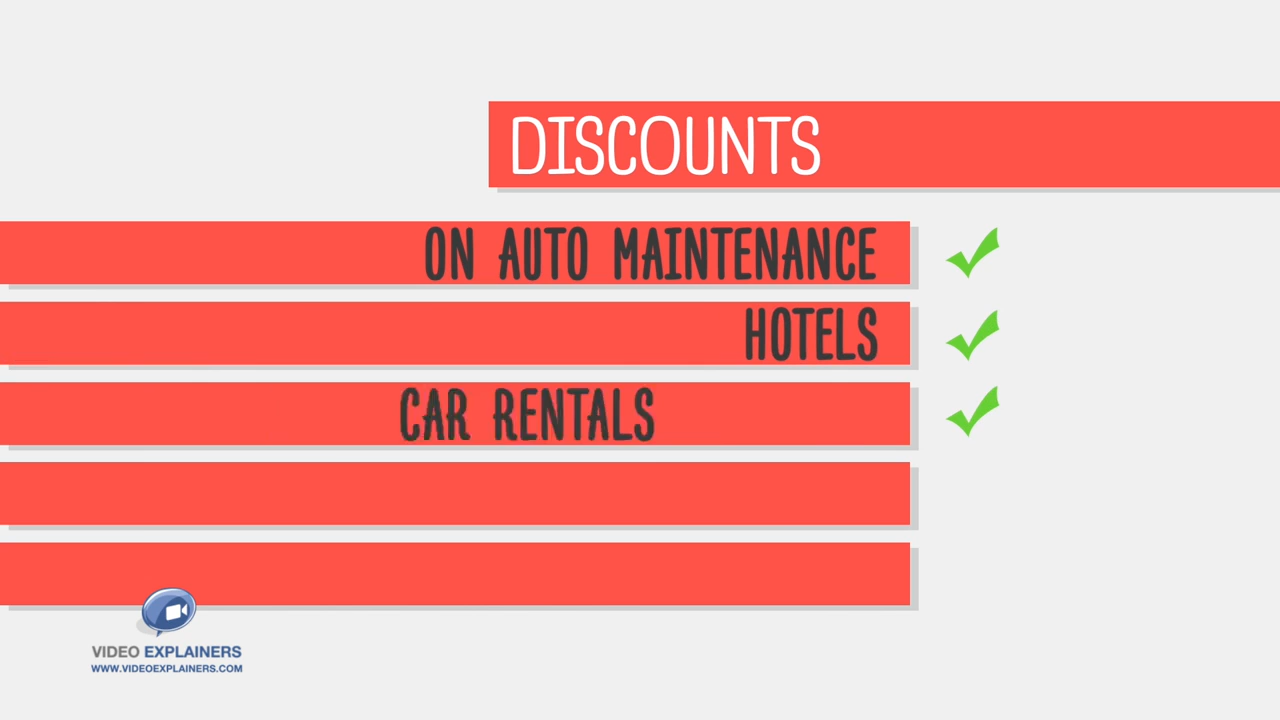 DISCOUNTS
ON AUTO MAINTENANCE
HOTELS
CAR RENTALS
VIDEO EXPLAINERS
WWW.VIDEOEXPLAINERS.COM